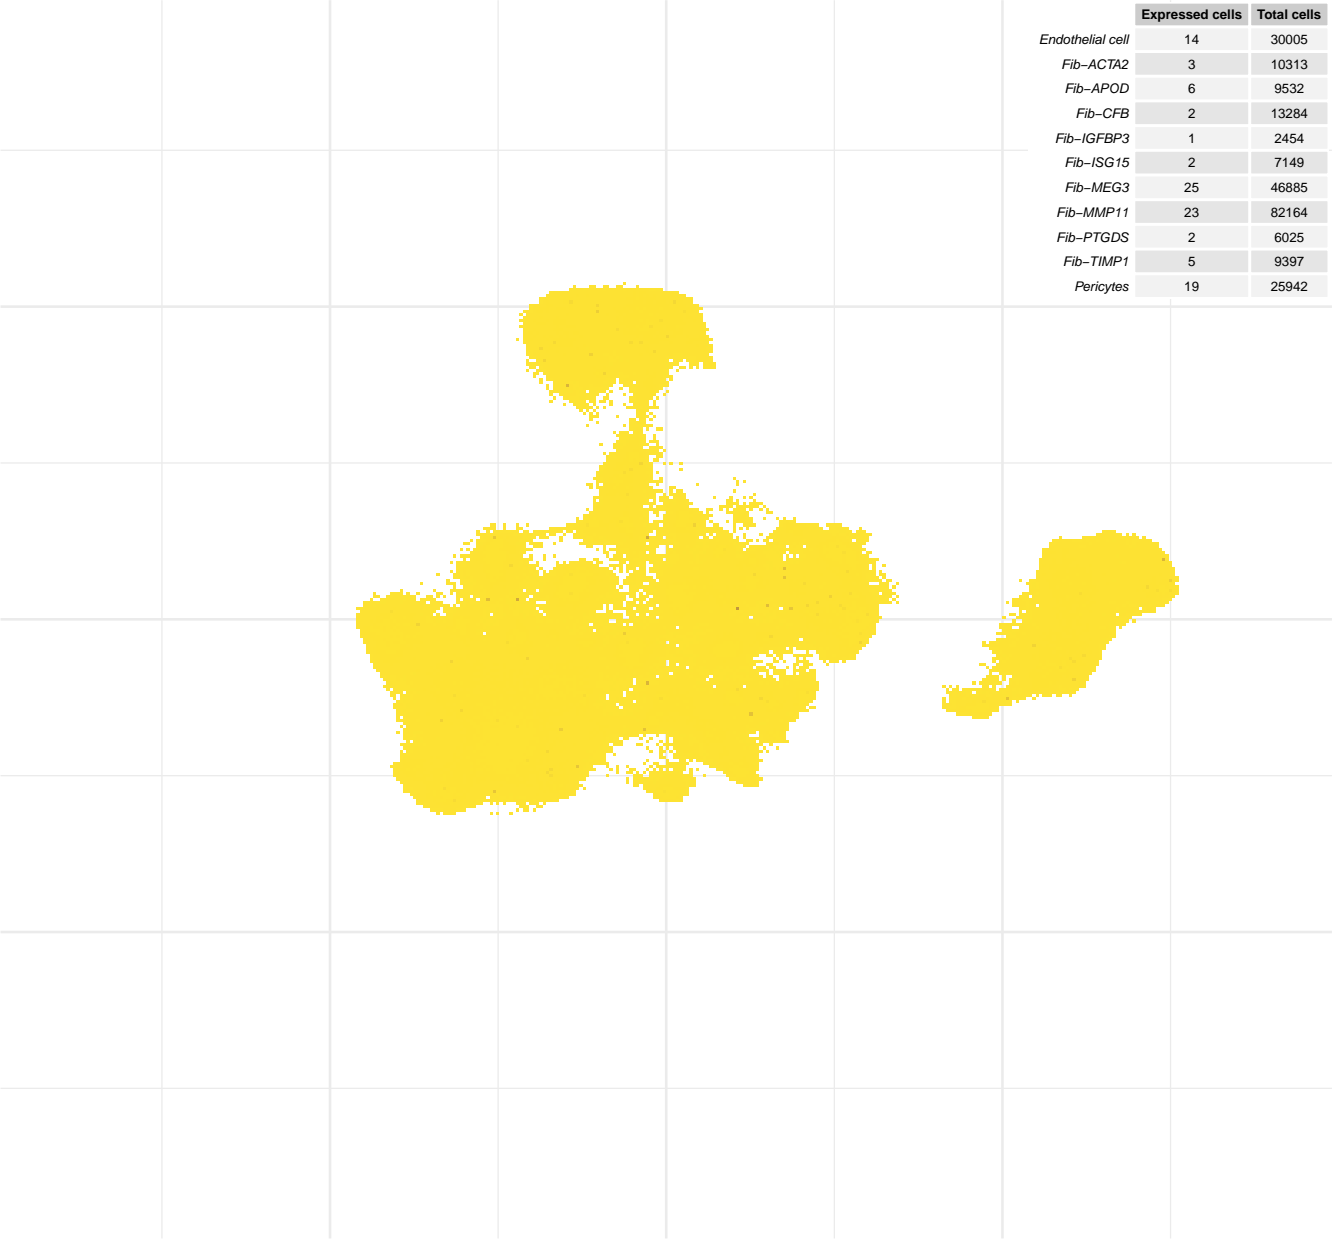 Expressed cells Total cells
Endothelial cell 14 30005
Fib−ACTA2 3 10313
Fib−APOD 6 9532
Fib−CFB 2 13284
Fib−IGFBP3 1 2454
Fib−ISG15 2 7149
Fib−MEG3 25 46885
Fib−MMP11 23 82164
Fib−PTGDS 2 6025
Fib−TIMP1 5 9397
Pericytes 19 25942